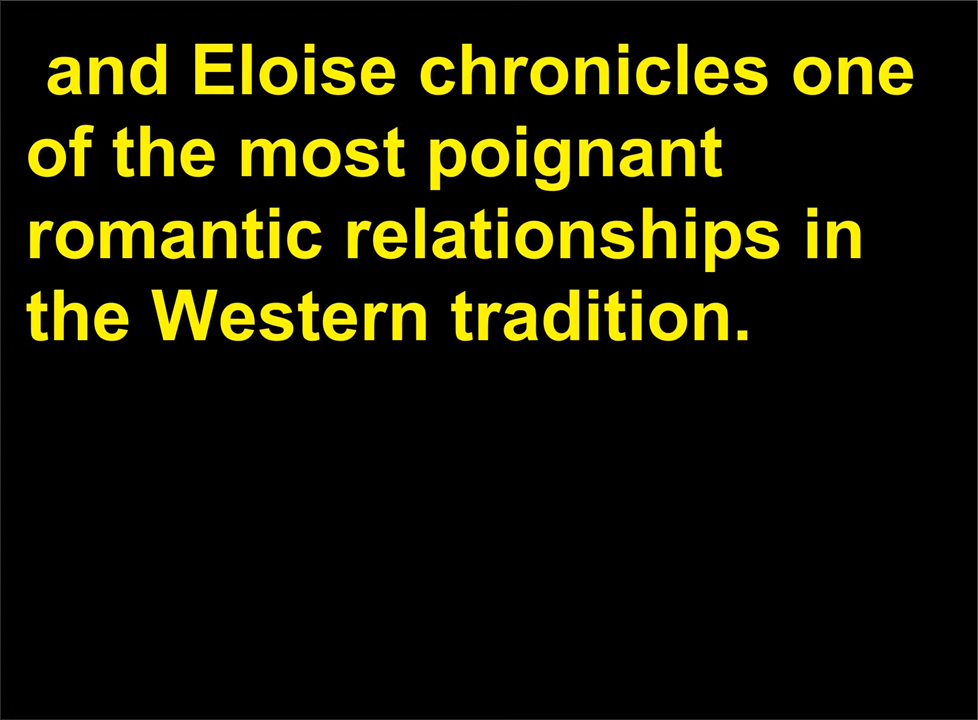 and Eloise chronicles one
of the most poignant
romantic relationships in
the Western tradition.